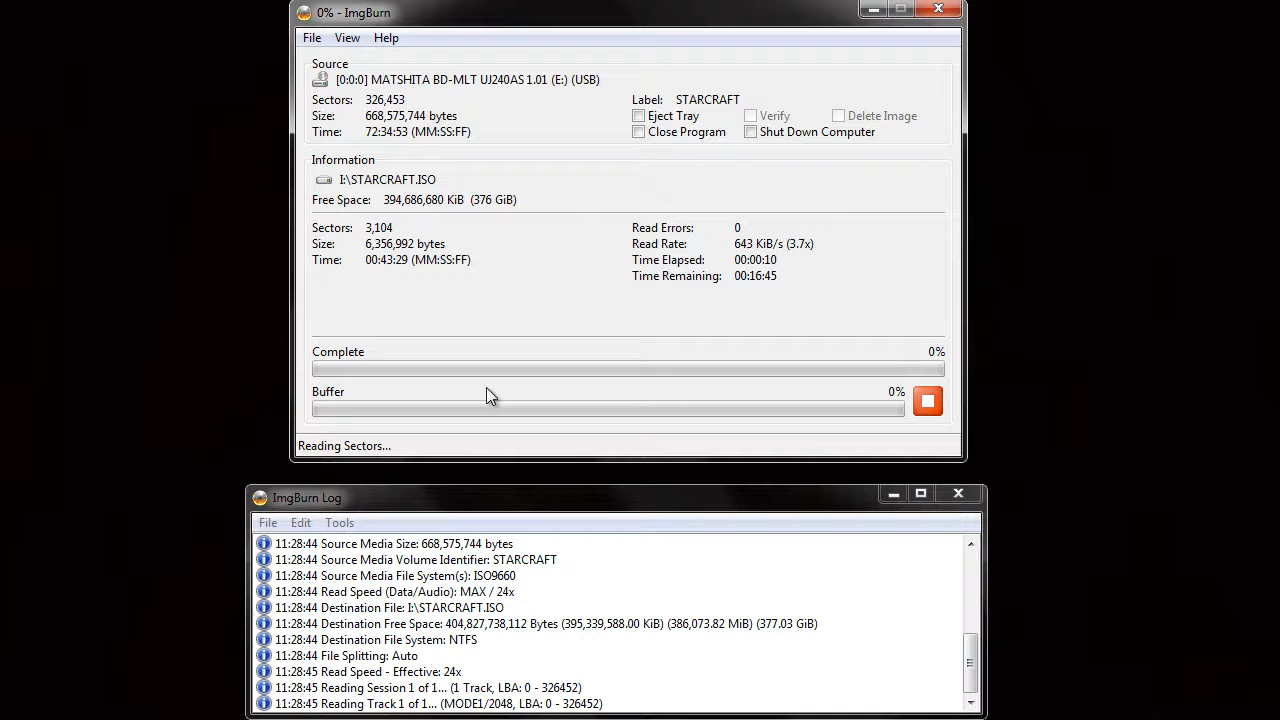 0% - ImgBurn
File View Help
Source
[0:0:0] MATSHITA BD-MLT UJ240AS 1.01 (E:) (USB)
Sectors: 326,453 Label: STARCRAFT
Size: 668,575,744 bytes Eject Tray Verify Delete Image
Time: 72:34:53 (MM:SS:FF) Close Program Shut Down Computer
Information
I:\STARCRAFT.ISO
Free Space: 394,686,680 KiB (376 GiB)
Sectors: 3,104 Read Errors: 0
Size: 6,356,992 bytes Read Rate: 643 KiB/s (3.7x)
Time: 00:43:29 (MM:SS:FF) Time Elapsed: 00:00:10
Time Remaining: 00:16:45
Complete 0%
Buffer 0%
Reading Sectors...
ImgBurn Log
File Edit Tools
11:28:44 Source Media Size: 668,575,744 bytes
11:28:44 Source Media Volume Identifier: STARCRAFT
11:28:44 Source Media File System(s): ISO9660
11:28:44 Read Speed (Data/Audio): MAX / 24x
11:28:44 Destination File: I:\STARCRAFT.ISO
11:28:44 Destination Free Space: 404,827,738,112 Bytes (395,339,588.00 KiB) (386,073.82 MiB) (377.03 GiB)
11:28:44 Destination File System: NTFS
11:28:44 File Splitting: Auto
11:28:45 Read Speed - Effective: 24x
11:28:45 Reading Session 1 of 1... (1 Track, LBA: 0 - 326452)
11:28:45 Reading Track 1 of 1... (MODE1/2048, LBA: 0 - 326452)